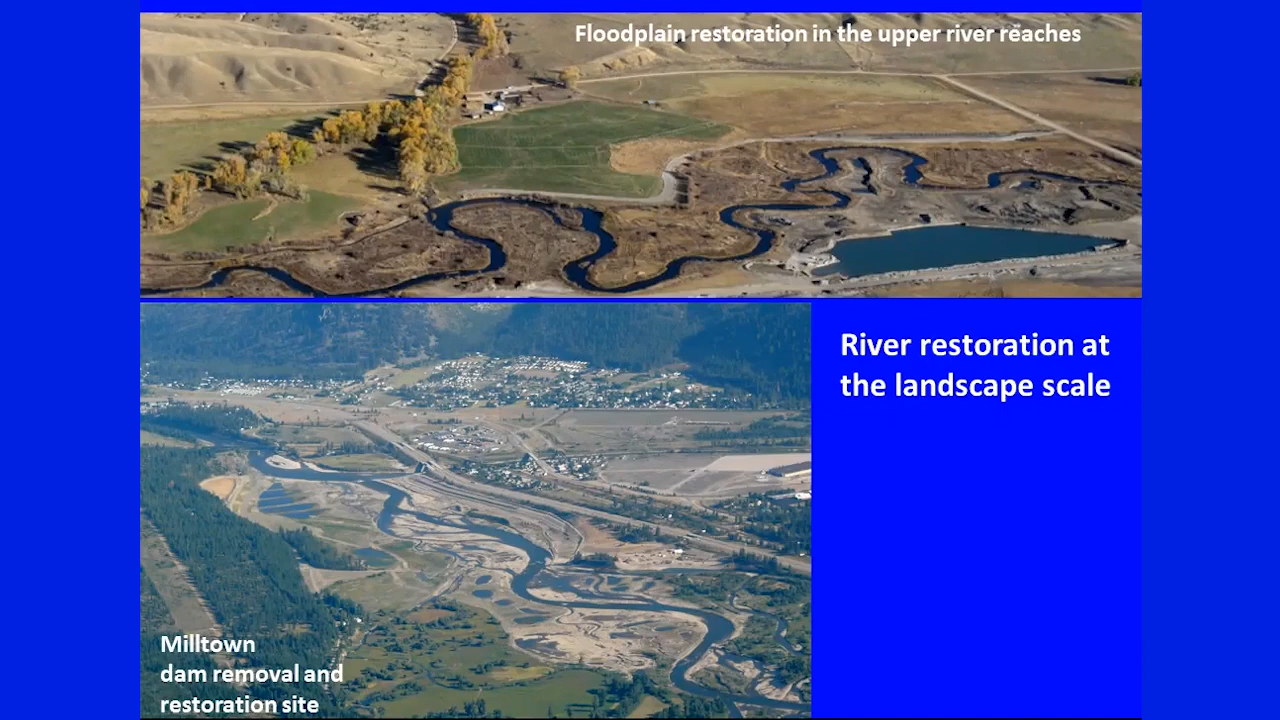 Floodplain restoration in the upper river reaches
River restoration at
the landscape scale
Milltown
dam removal and
restoration site